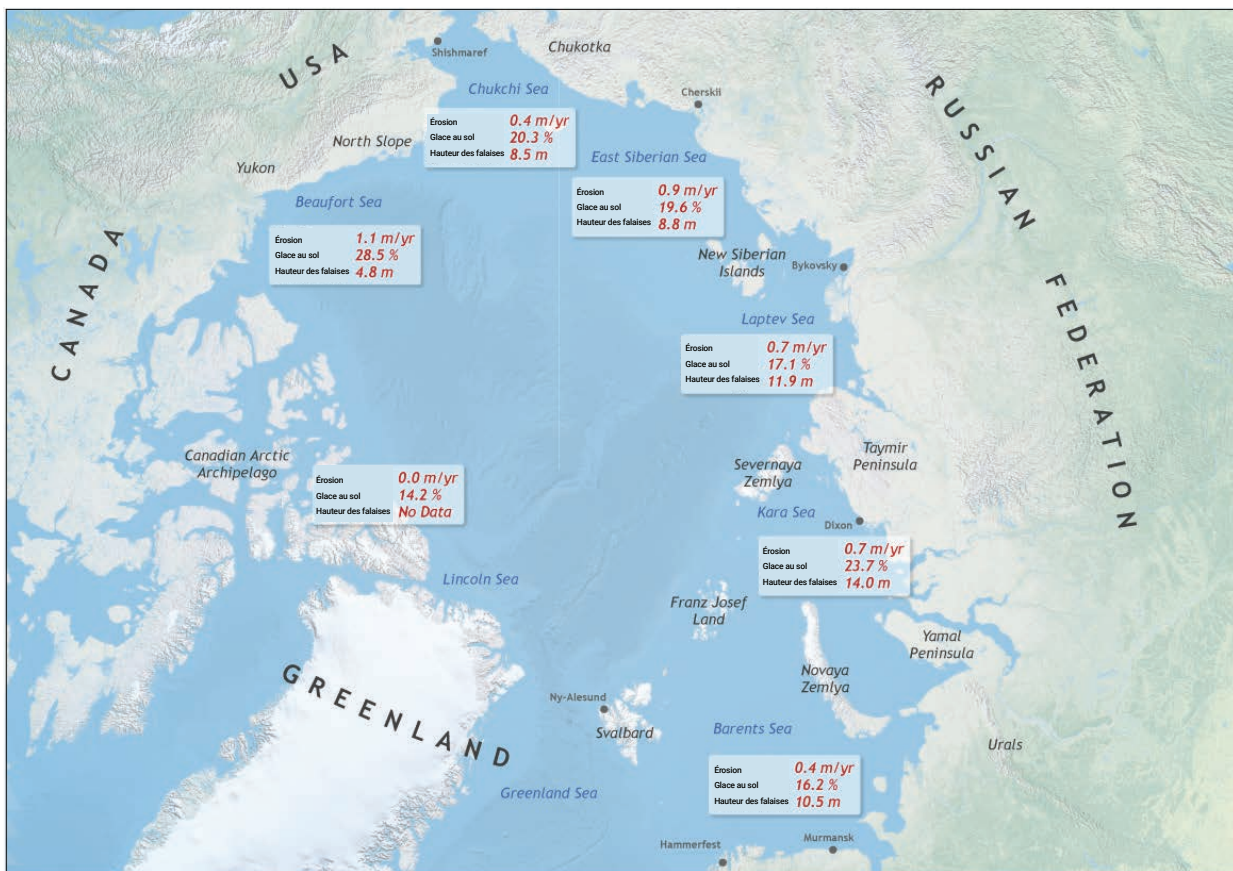 Shishmaref
Chukotka
USA
Chukchi Sea
Cherskii
RUSSIAN FEDERATION
Érosion 0.4 m/yr
Glace au sol 20.3 %
Hauteur des falaises 8.5 m
North Slope
East Siberian Sea
Yukon
Érosion 0.9 m/yr
Glace au sol 19.6 %
Hauteur des falaises 8.8 m
Beaufort Sea
Érosion 1.1 m/yr
Glace au sol 28.5 %
Hauteur des falaises 4.8 m
CANADA
New Siberian
Islands
Bykovsky
Laptev Sea
Érosion 0.7 m/yr
Glace au sol 17.1 %
Hauteur des falaises 11.9 m
Canadian Arctic
Archipelago
Taymir
Peninsula
Severnaya
Zemlya
Érosion 0.0 m/yr
Glace au sol 14.2 %
Hauteur des falaises No Data
Kara Sea
Dixon
Érosion 0.7 m/yr
Glace au sol 23.7 %
Hauteur des falaises 14.0 m
Lincoln Sea
Franz Josef
Land
Yamal
Peninsula
GREENLAND
Novaya
Zemlya
Ny-Alesund
Svalbard
Barents Sea
Urals
Érosion 0.4 m/yr
Glace au sol 16.2 %
Hauteur des falaises 10.5 m
Greenland Sea
Hammerfest
Murmansk